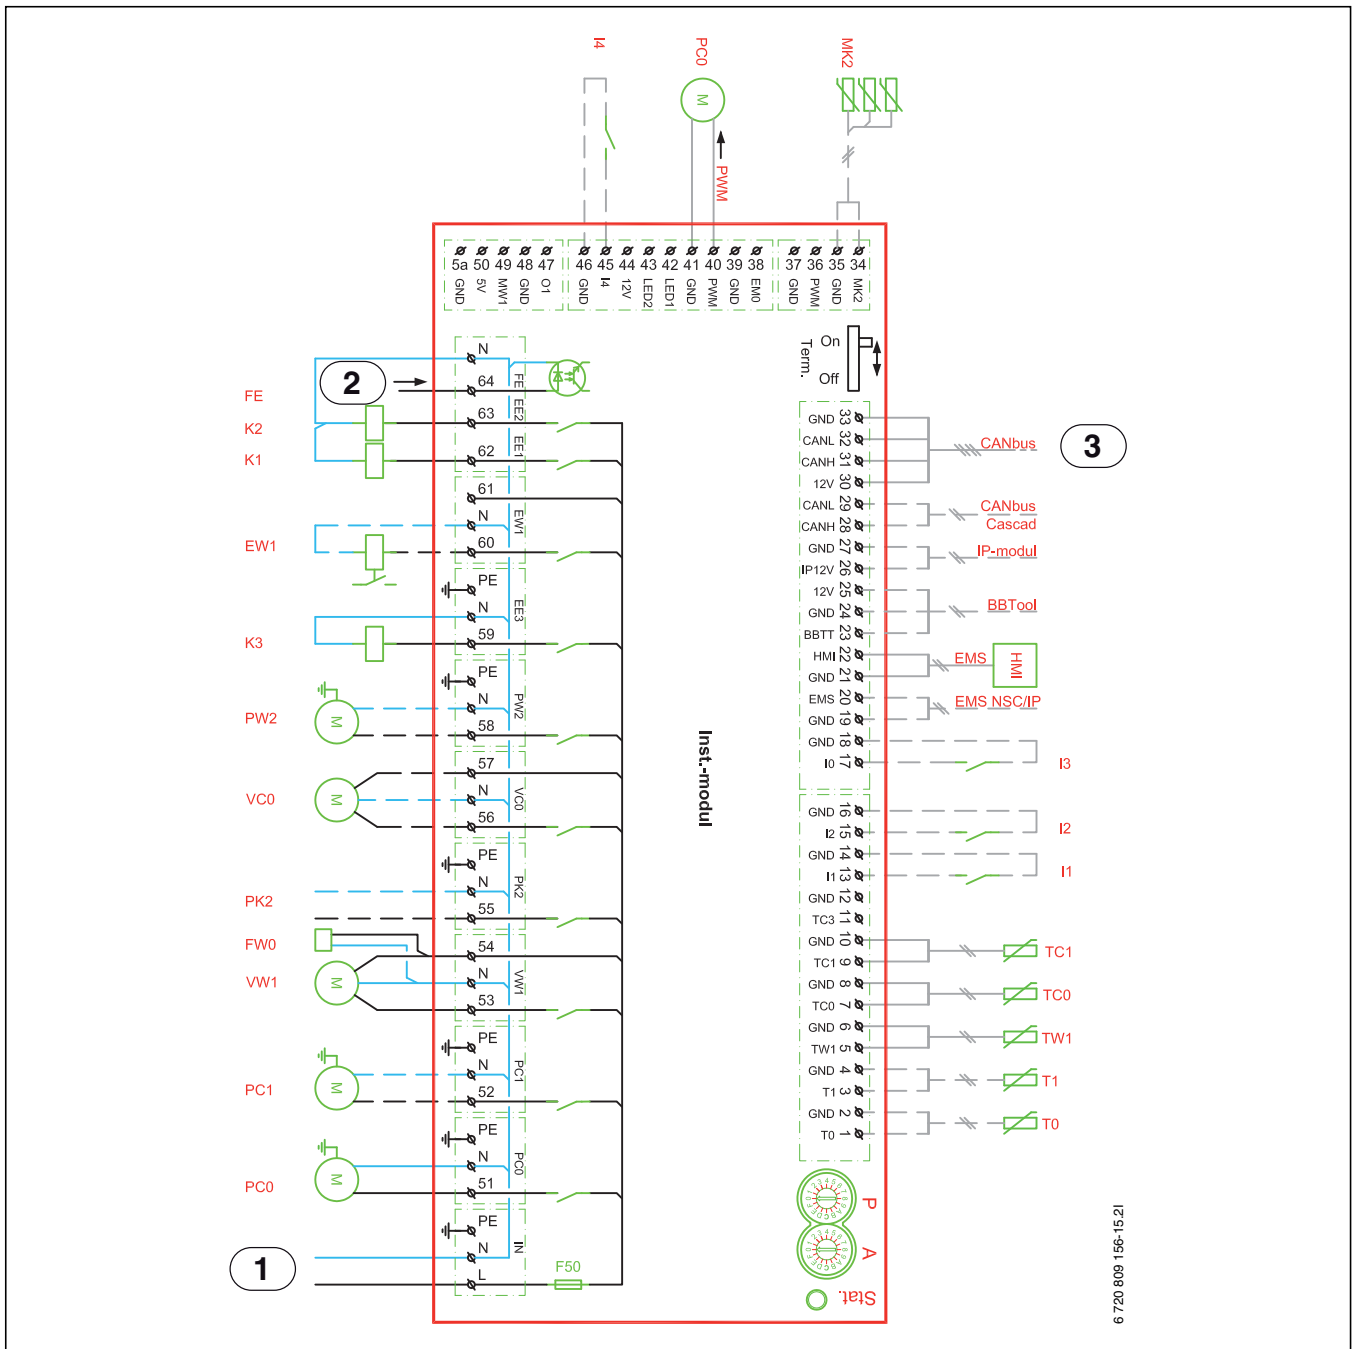 I4
PC0
MK2
M
PWM
5a
50
49
48
47
46
45
44
43
42
41
40
39
38
37
36
35
34
GND
5V
MW1
GND
O1
GND
I4
12V
LED2
LED1
GND
PWM
GND
EM0
GND
PWM
GND
MK2
On
Off
Term.
2
FE
K2
K1
EW1
K3
PW2
VC0
PK2
FW0
VW1
PC1
PC0
1
M
M
M
M
M
N
64
63
62
FE
EE2
EE1
61
N
60
EW1
PE
N
59
EE3
PE
N
58
PW2
57
N
56
VC0
PE
N
55
PK2
54
N
53
VW1
PE
N
52
PC1
PE
N
51
PC0
PE
N
L
IN
F50
Inst.-modul
GND 33
CANL 32
CANH 31
12V 30
CANL 29
CANH 28
GND 27
IP12V 26
12V 25
GND 24
BBTT 23
HMI 22
GND 21
EMS 20
GND 19
GND 18
I0 17
GND 16
I2 15
GND 14
I1 13
GND 12
TC3 11
GND 10
TC1 9
GND 8
TC0 7
GND 6
TW1 5
GND 4
T1 3
GND 2
T0 1
CANbus
3
CANbus
Cascad
IP-modul
BBTool
EMS
HMI
EMS NSC/IP
I3
I2
I1
TC1
TC0
TW1
T1
T0
P
A
Stat.
6 720 809 156-15.2I